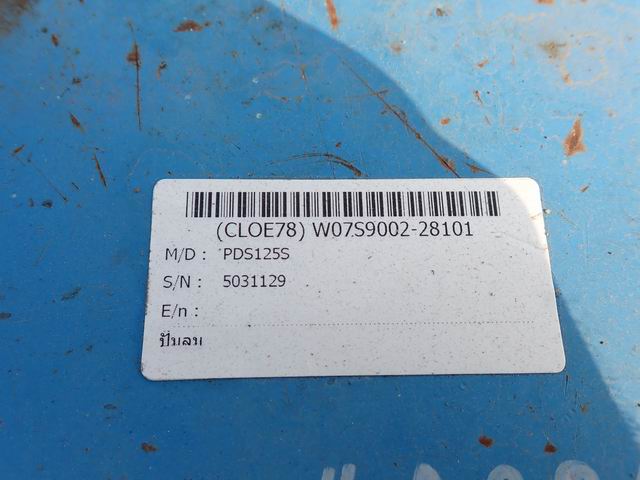 (CLOE78) W07S9002-28101
M/D : PDS125S
S/N : 5031129
E/n :
ปั๊มลม